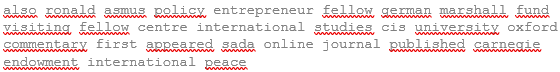 also ronald asmus policy entrepreneur fellow german marshall fund
visiting fellow centre international studies cis university oxford
commentary first appeared sada online journal published carnegie
endowment international peace